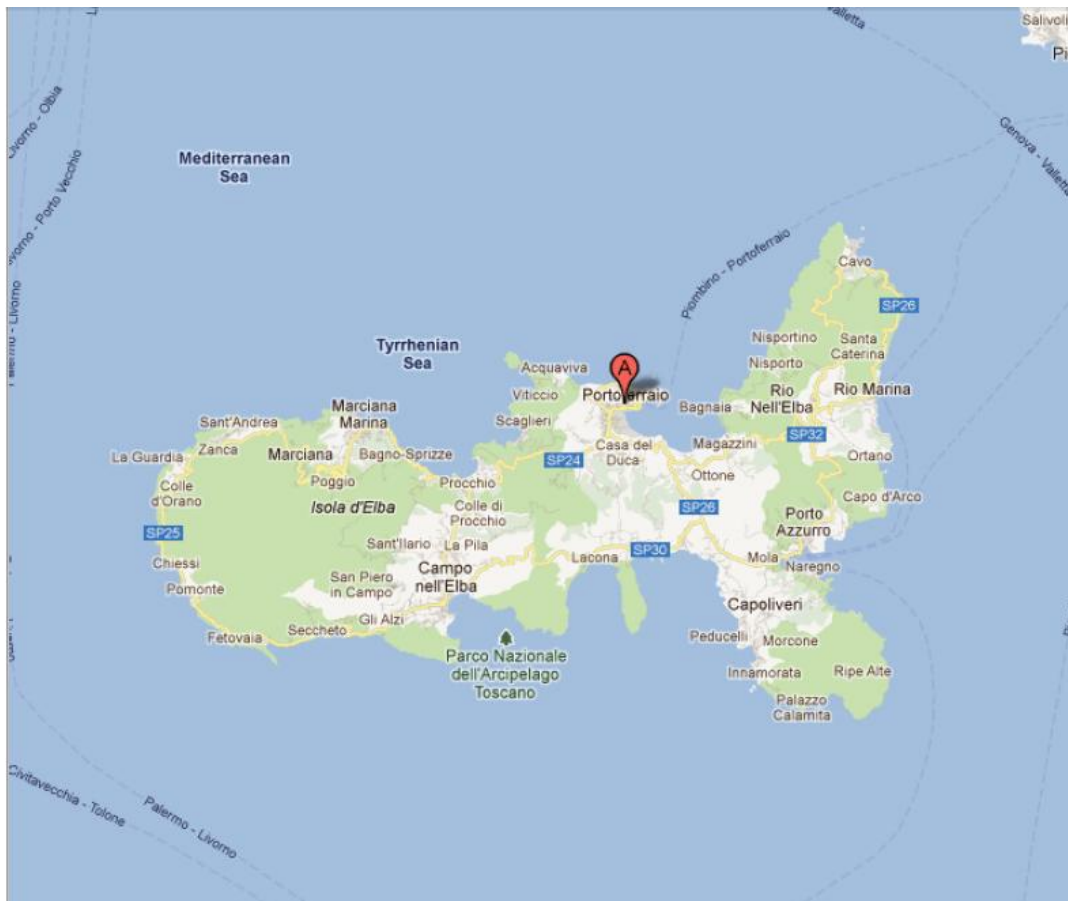 Valletta
Salivoli
Livorno - Olbia
Livorno - Porto Vecchio
Genova - Valletta
Mediterranean
Sea
Piombino - Portoferraio
Palermo - Livorno
Cavo
SP26
Nisportino
Santa
Caterina
Tyrrhenian
Sea
Nisporto
Acquaviva
A
Portoferraio
Viticcio
Rio
Nell'Elba
Rio Marina
Bagnaia
Marciana
Marina
Scaglieri
Sant'Andrea
Zanca
Marciana
Bagno-Sprizze
Casa del
Duca
Magazzini
SP32
La Guardia
SP24
Ortano
Poggio
Procchio
Ottone
Colle
d'Orano
Isola d'Elba
Colle di
Procchio
SP26
Capo d'Arco
Porto
Azzurro
SP25
Sant'Ilario
La Pila
SP30
Lacona
Mola
Chiessi
Campo
nell'Elba
Naregno
San Piero
in Campo
Pomonte
Capoliveri
Gli Alzi
Seccheto
Fetovaia
Peducelli
Morcone
Parco Nazionale
dell'Arcipelago
Toscano
Innamorata
Ripe Alte
Palazzo
Calamita
Civitavecchia - Tolone
Palermo - Livorno